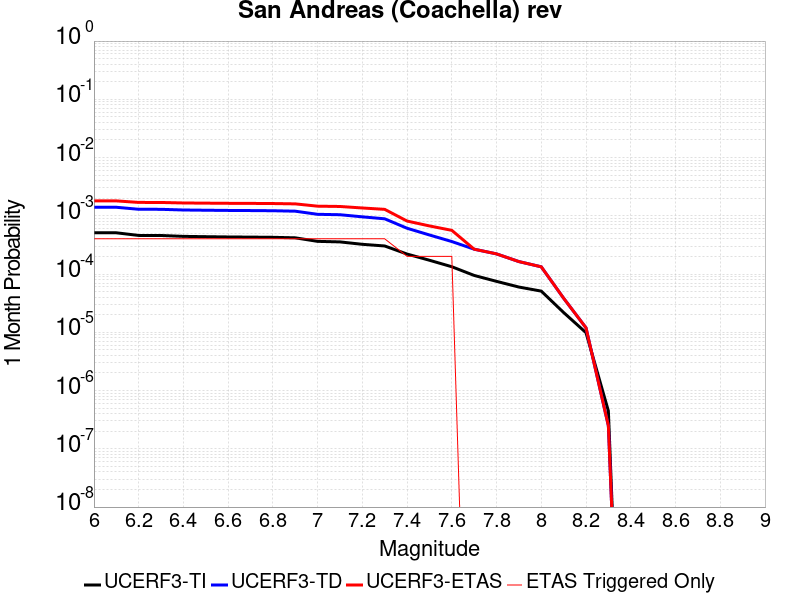 San Andreas (Coachella) rev
10^0
10^-1
10^-2
10^-3
10^-4
10^-5
10^-6
10^-7
10^-8
1 Month Probability
6 6.2 6.4 6.6 6.8 7 7.2 7.4 7.6 7.8 8 8.2 8.4 8.6 8.8 9
Magnitude
UCERF3-TI UCERF3-TD UCERF3-ETAS ETAS Triggered Only